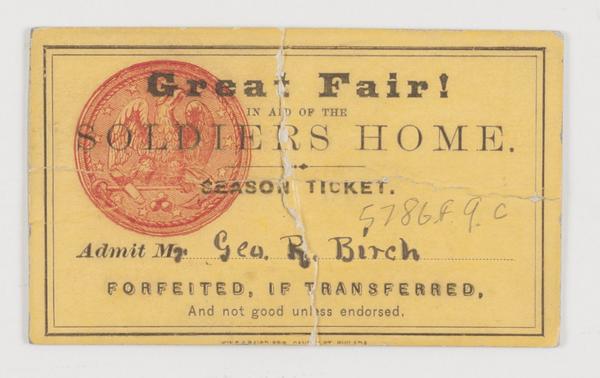 Great Fair!
IN AID OF THE
SOLDIERS HOME.
SEASON TICKET.
5786.f.9.c
Admit Mr Geo. R. Birch
FORFEITED, IF TRANSFERRED,
And not good unless endorsed.